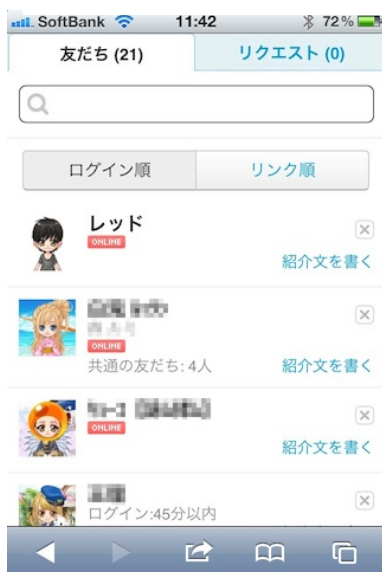 SoftBank 11:42 72%
友だち (21) リクエスト (0)
ログイン順 リンク順
レッド
ONLINE
紹介文を書く
ONLINE
共通の友だち: 4人 紹介文を書く
ONLINE
紹介文を書く
ログイン:45分以内